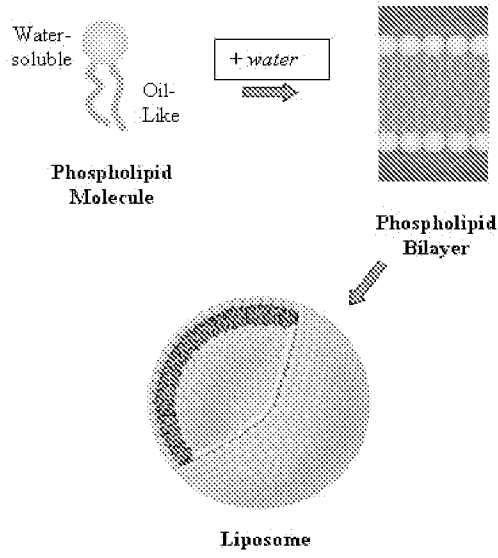 Water-
soluble
+ water
Oil-
Like
Phospholipid
Molecule
Phospholipid
Bilayer
Liposome